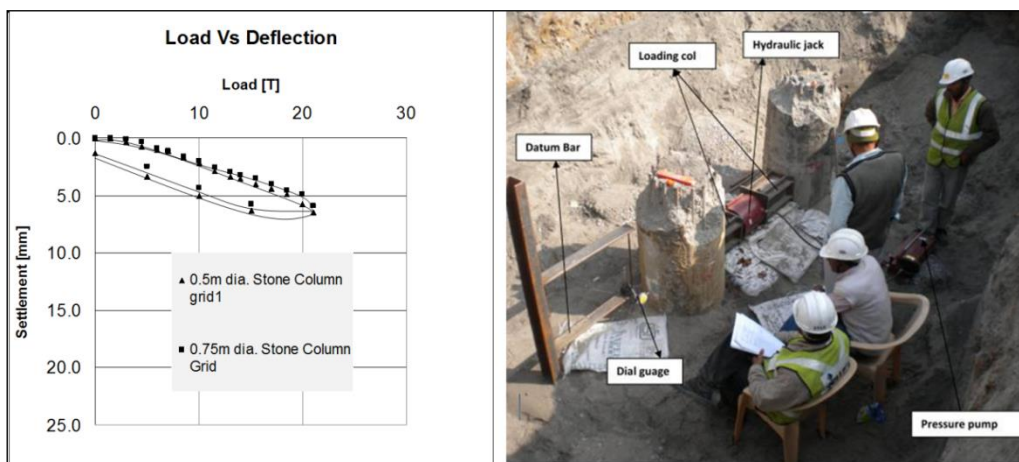 Load Vs Deflection
Load [T]
0 10 20 30
0.0
5.0
10.0
15.0
20.0
25.0
Settlement [mm]
▲ 0.5m dia. Stone Column
grid1
■ 0.75m dia. Stone Column
Grid
Loading col
Hydraulic jack
Datum Bar
Dial guage
Pressure pump